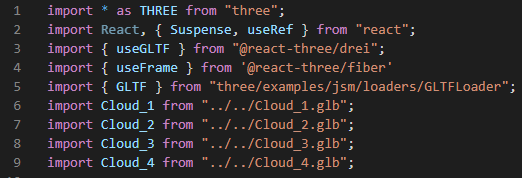 1 import * as THREE from "three";
2 import React, { Suspense, useRef } from "react";
3 import { useGLTF } from "@react-three/drei";
4 import { useFrame } from '@react-three/fiber'
5 import { GLTF } from "three/examples/jsm/loaders/GLTFLoader";
6 import Cloud_1 from "../../Cloud_1.glb";
7 import Cloud_2 from "../../Cloud_2.glb";
8 import Cloud_3 from "../../Cloud_3.glb";
9 import Cloud_4 from "../../Cloud_4.glb";